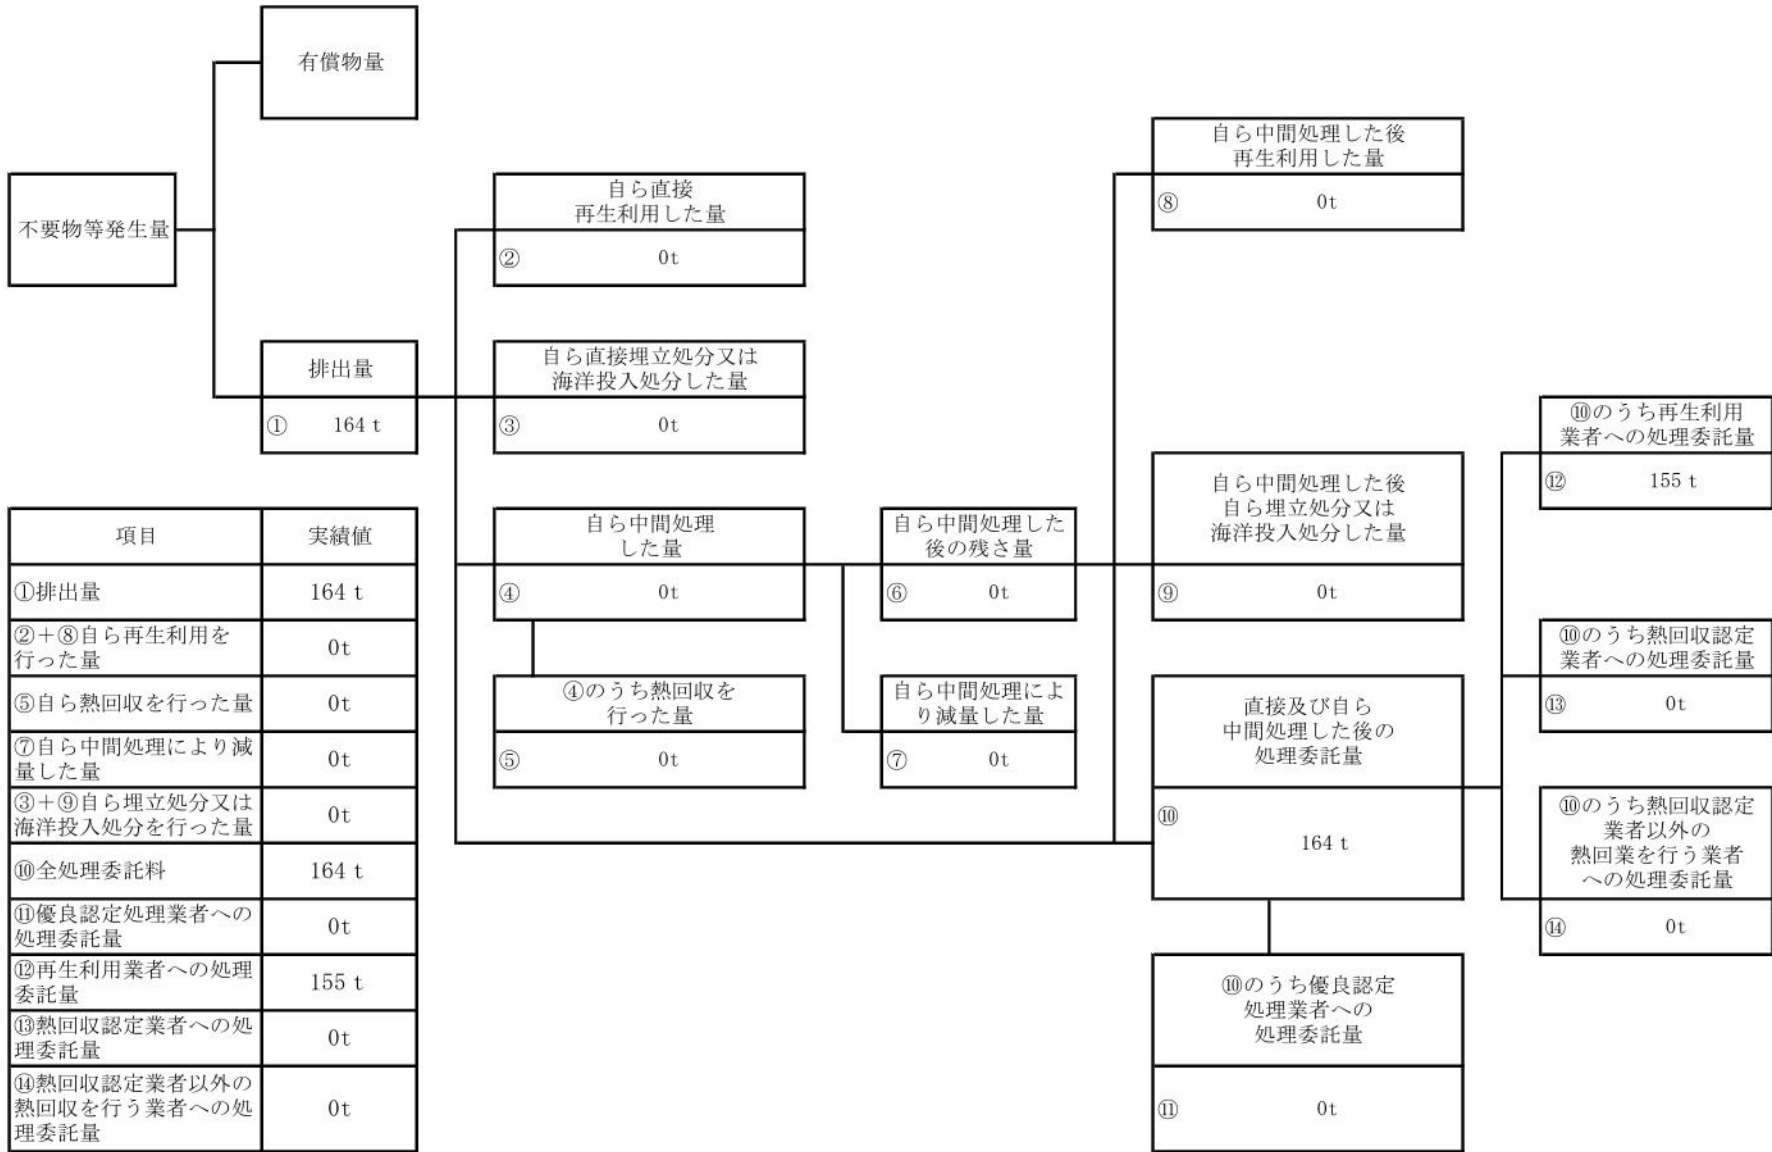 有償物量
不要物等発生量
排出量
① 164 t
自ら直接
再生利用した量
② 0t
自ら直接埋立処分又は
海洋投入処分した量
③ 0t
自ら中間処理
した量
④ 0t
④のうち熱回収を
行った量
⑤ 0t
自ら中間処理した
後の残さ量
⑥ 0t
自ら中間処理によ
り減量した量
⑦ 0t
自ら中間処理した後
再生利用した量
⑧ 0t
自ら中間処理した後
自ら埋立処分又は
海洋投入処分した量
⑨ 0t
直接及び自ら
中間処理した後の
処理委託量
⑩
164 t
⑩のうち優良認定
処理業者への
処理委託量
⑪ 0t
⑩のうち再生利用
業者への処理委託量
⑫ 155 t
⑩のうち熱回収認定
業者への処理委託量
⑬ 0t
⑩のうち熱回収認定
業者以外の
熱回業を行う業者
への処理委託量
⑭ 0t
項目 実績値
①排出量 164 t
②＋⑧自ら再生利用を
行った量 0t
⑤自ら熱回収を行った量 0t
⑦自ら中間処理により減
量した量 0t
③＋⑨自ら埋立処分又は
海洋投入処分を行った量 0t
⑩全処理委託料 164 t
⑪優良認定処理業者への
処理委託量 0t
⑫再生利用業者への処理
委託量 155 t
⑬熱回収認定業者への処
理委託量 0t
⑭熱回収認定業者以外の
熱回収を行う業者への処 0t
理委託量